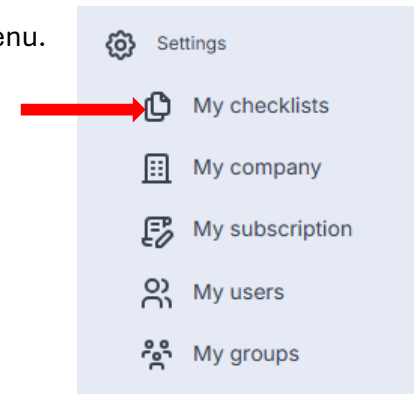 enu.
Settings
My checklists
My company
My subscription
My users
My groups